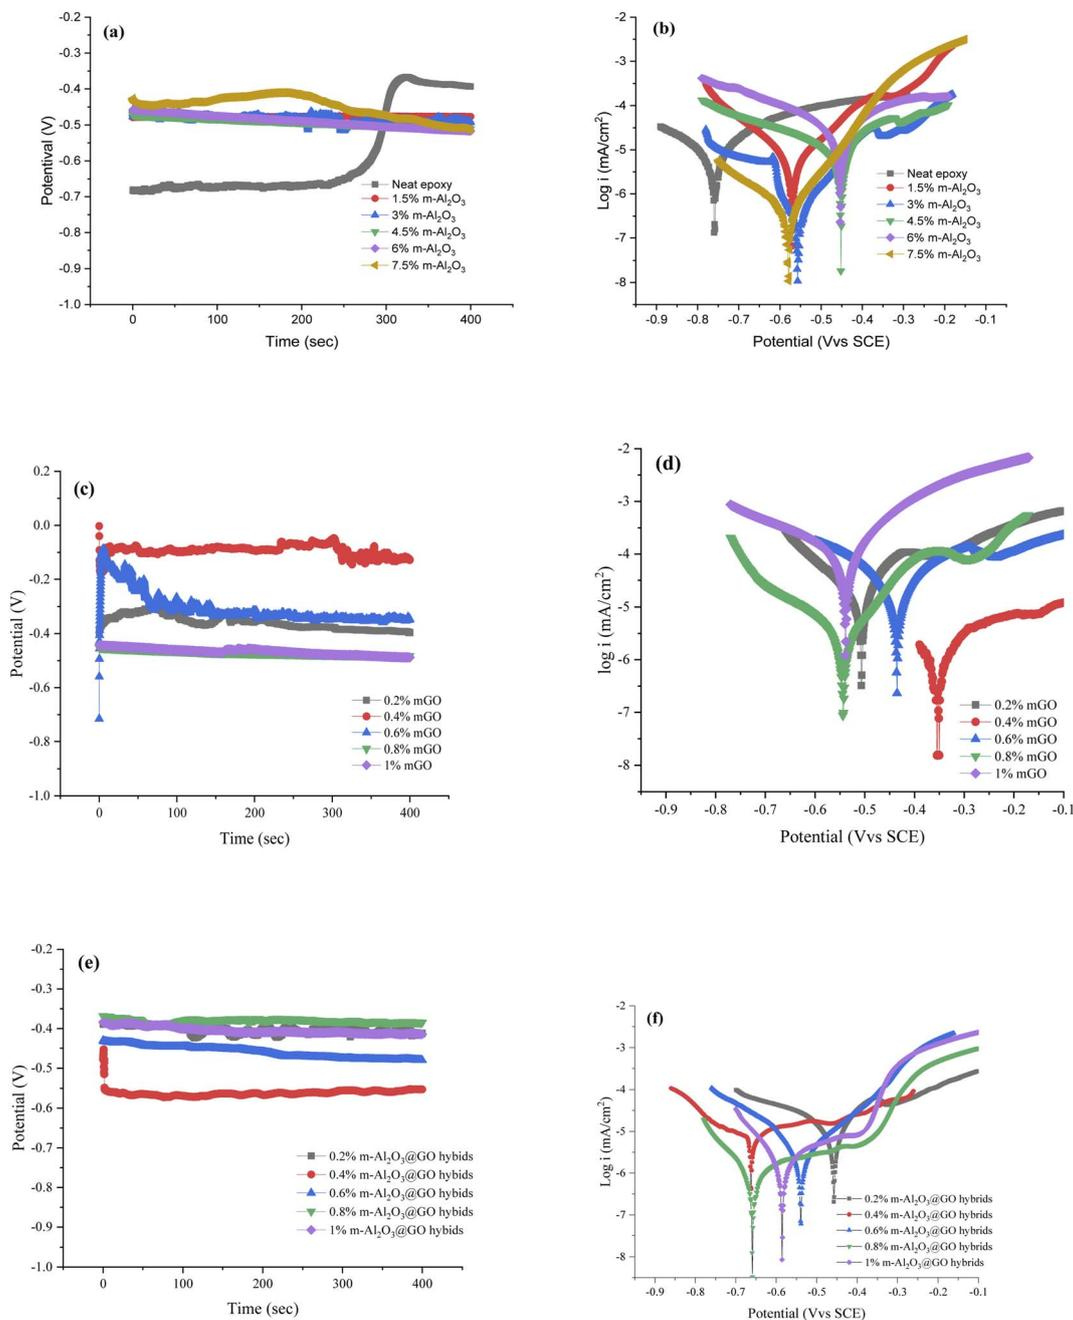 (a)
-0.2
-0.3
-0.4
-0.5
-0.6
-0.7
-0.8
-0.9
-1.0
Potentival (V)
Neat epoxy
1.5% m-Al₂O₃
3% m-Al₂O₃
4.5% m-Al₂O₃
6% m-Al₂O₃
7.5% m-Al₂O₃
0 100 200 300 400
Time (sec)
(b)
-2
-3
-4
-5
-6
-7
-8
Log i (mA/cm²)
Neat epoxy
1.5% m-Al₂O₃
3% m-Al₂O₃
4.5% m-Al₂O₃
6% m-Al₂O₃
7.5% m-Al₂O₃
-0.9 -0.8 -0.7 -0.6 -0.5 -0.4 -0.3 -0.2 -0.1
Potential (Vvs SCE)
(c)
0.2
0.0
-0.2
-0.4
-0.6
-0.8
-1.0
Potential (V)
0.2% mGO
0.4% mGO
0.6% mGO
0.8% mGO
1% mGO
0 100 200 300 400
Time (sec)
(d)
-2
-3
-4
-5
-6
-7
-8
log i (mA/cm²)
0.2% mGO
0.4% mGO
0.6% mGO
0.8% mGO
1% mGO
-0.9 -0.8 -0.7 -0.6 -0.5 -0.4 -0.3 -0.2 -0.1
Potential (Vvs SCE)
(e)
-0.2
-0.3
-0.4
-0.5
-0.6
-0.7
-0.8
-0.9
-1.0
Potential (V)
0.2% m-Al₂O₃@GO hybids
0.4% m-Al₂O₃@GO hybids
0.6% m-Al₂O₃@GO hybids
0.8% m-Al₂O₃@GO hybids
1% m-Al₂O₃@GO hybids
0 100 200 300 400
Time (sec)
(f)
-2
-3
-4
-5
-6
-7
-8
Log i (mA/cm²)
0.2% m-Al₂O₃@GO hybrids
0.4% m-Al₂O₃@GO hybrids
0.6% m-Al₂O₃@GO hybrids
0.8% m-Al₂O₃@GO hybrids
1% m-Al₂O₃@GO hybrids
-0.9 -0.8 -0.7 -0.6 -0.5 -0.4 -0.3 -0.2 -0.1
Potential (Vvs SCE)